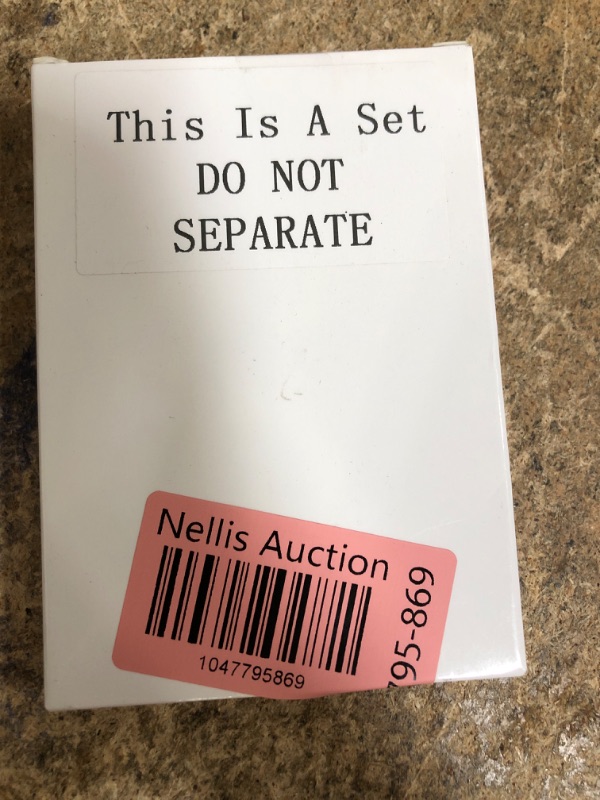 This Is A Set
DO NOT
SEPARATE
Nellis Auction
1047795869
795-869